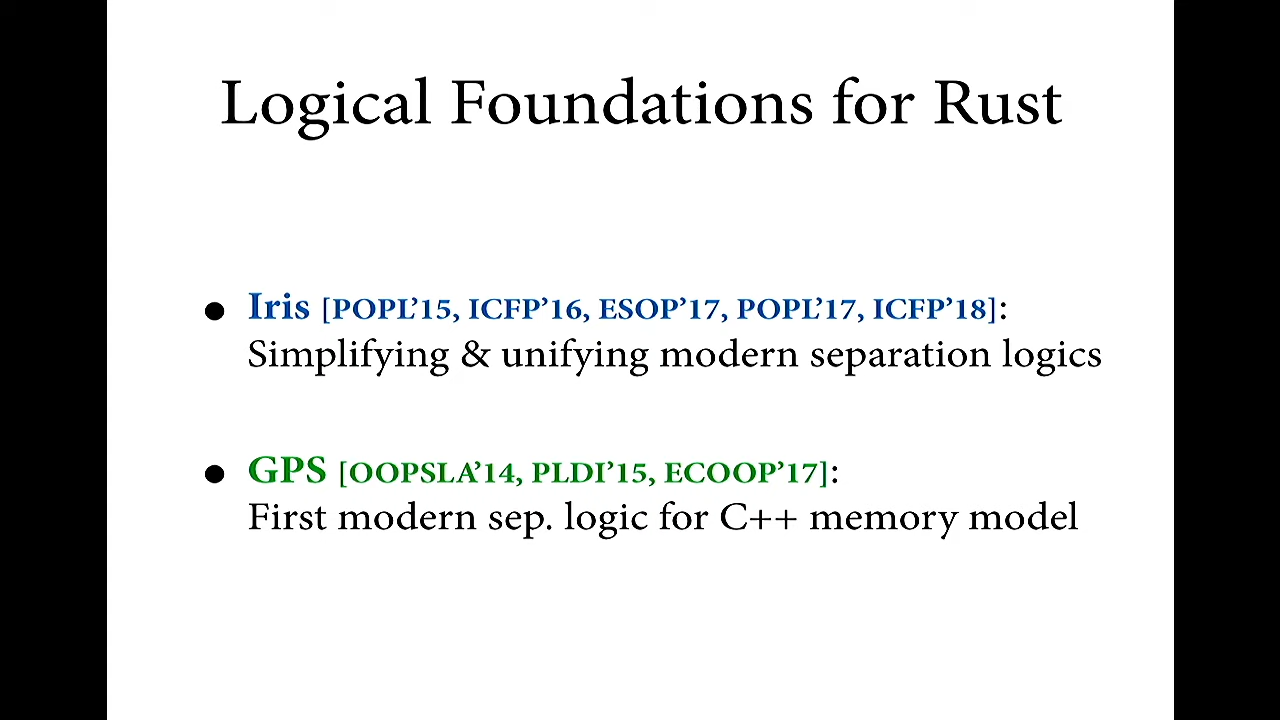 Logical Foundations for Rust
• Iris [POPL’15, ICFP’16, ESOP’17, POPL’17, ICFP’18]:
Simplifying & unifying modern separation logics
• GPS [OOPSLA’14, PLDI’15, ECOOP’17]:
First modern sep. logic for C++ memory model